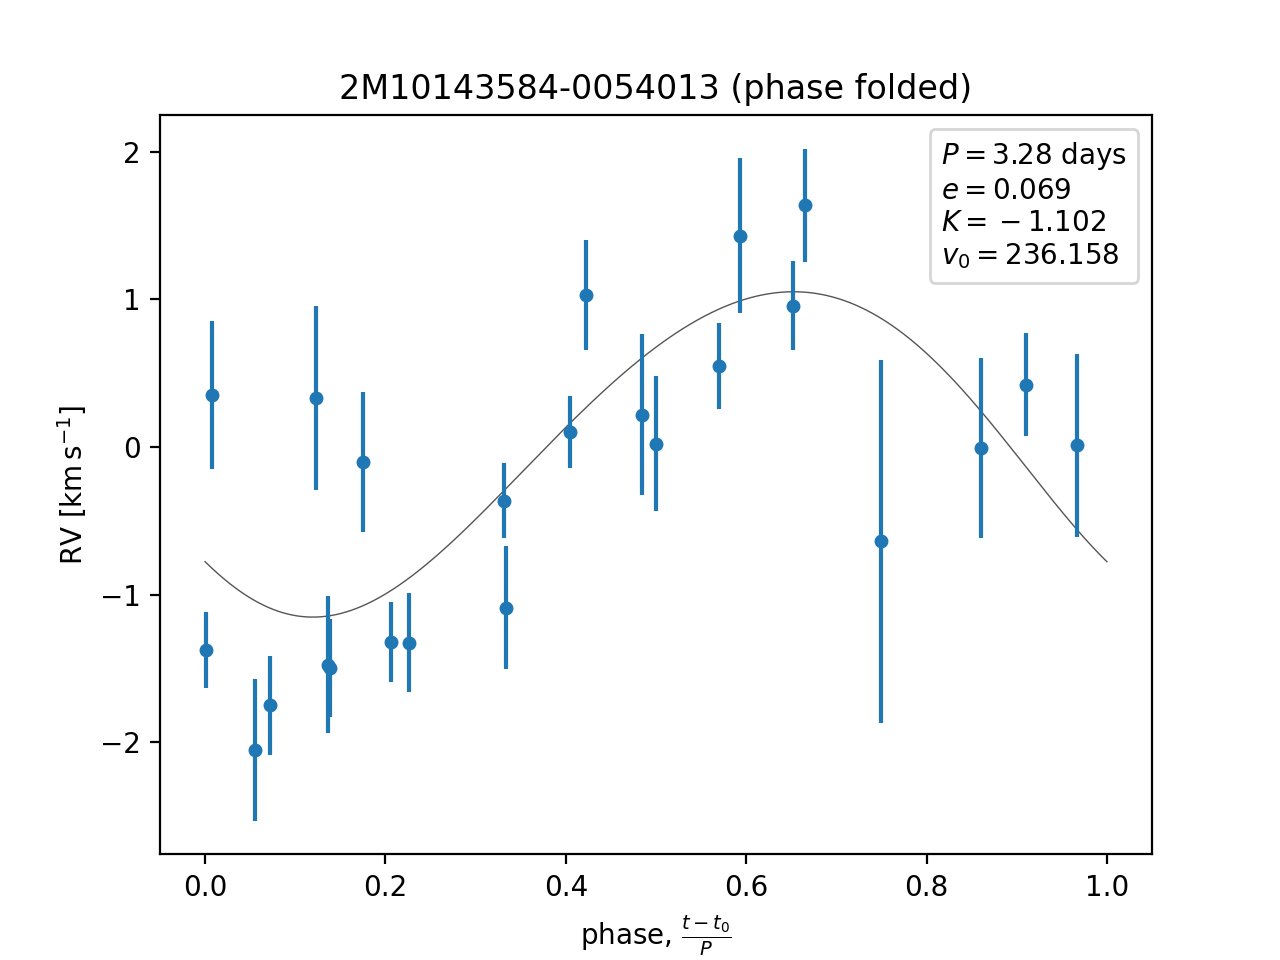 2M10143584-0054013 (phase folded)
P = 3.28 days
e = 0.069
K = −1.102
v₀ = 236.158
2
1
0
−1
−2
RV [km s⁻¹]
0.0 0.2 0.4 0.6 0.8 1.0
phase, (t − t₀)/P